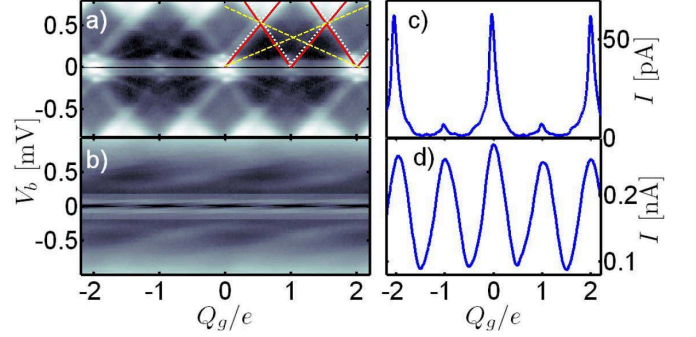 a)
0.5
0
-0.5
b)
0.5
0
-0.5
V_b [mV]
-2 -1 0 1 2
Q_g/e
c)
50
0
I [pA]
d)
0.2
0.1
I [nA]
-2 -1 0 1 2
Q_g/e